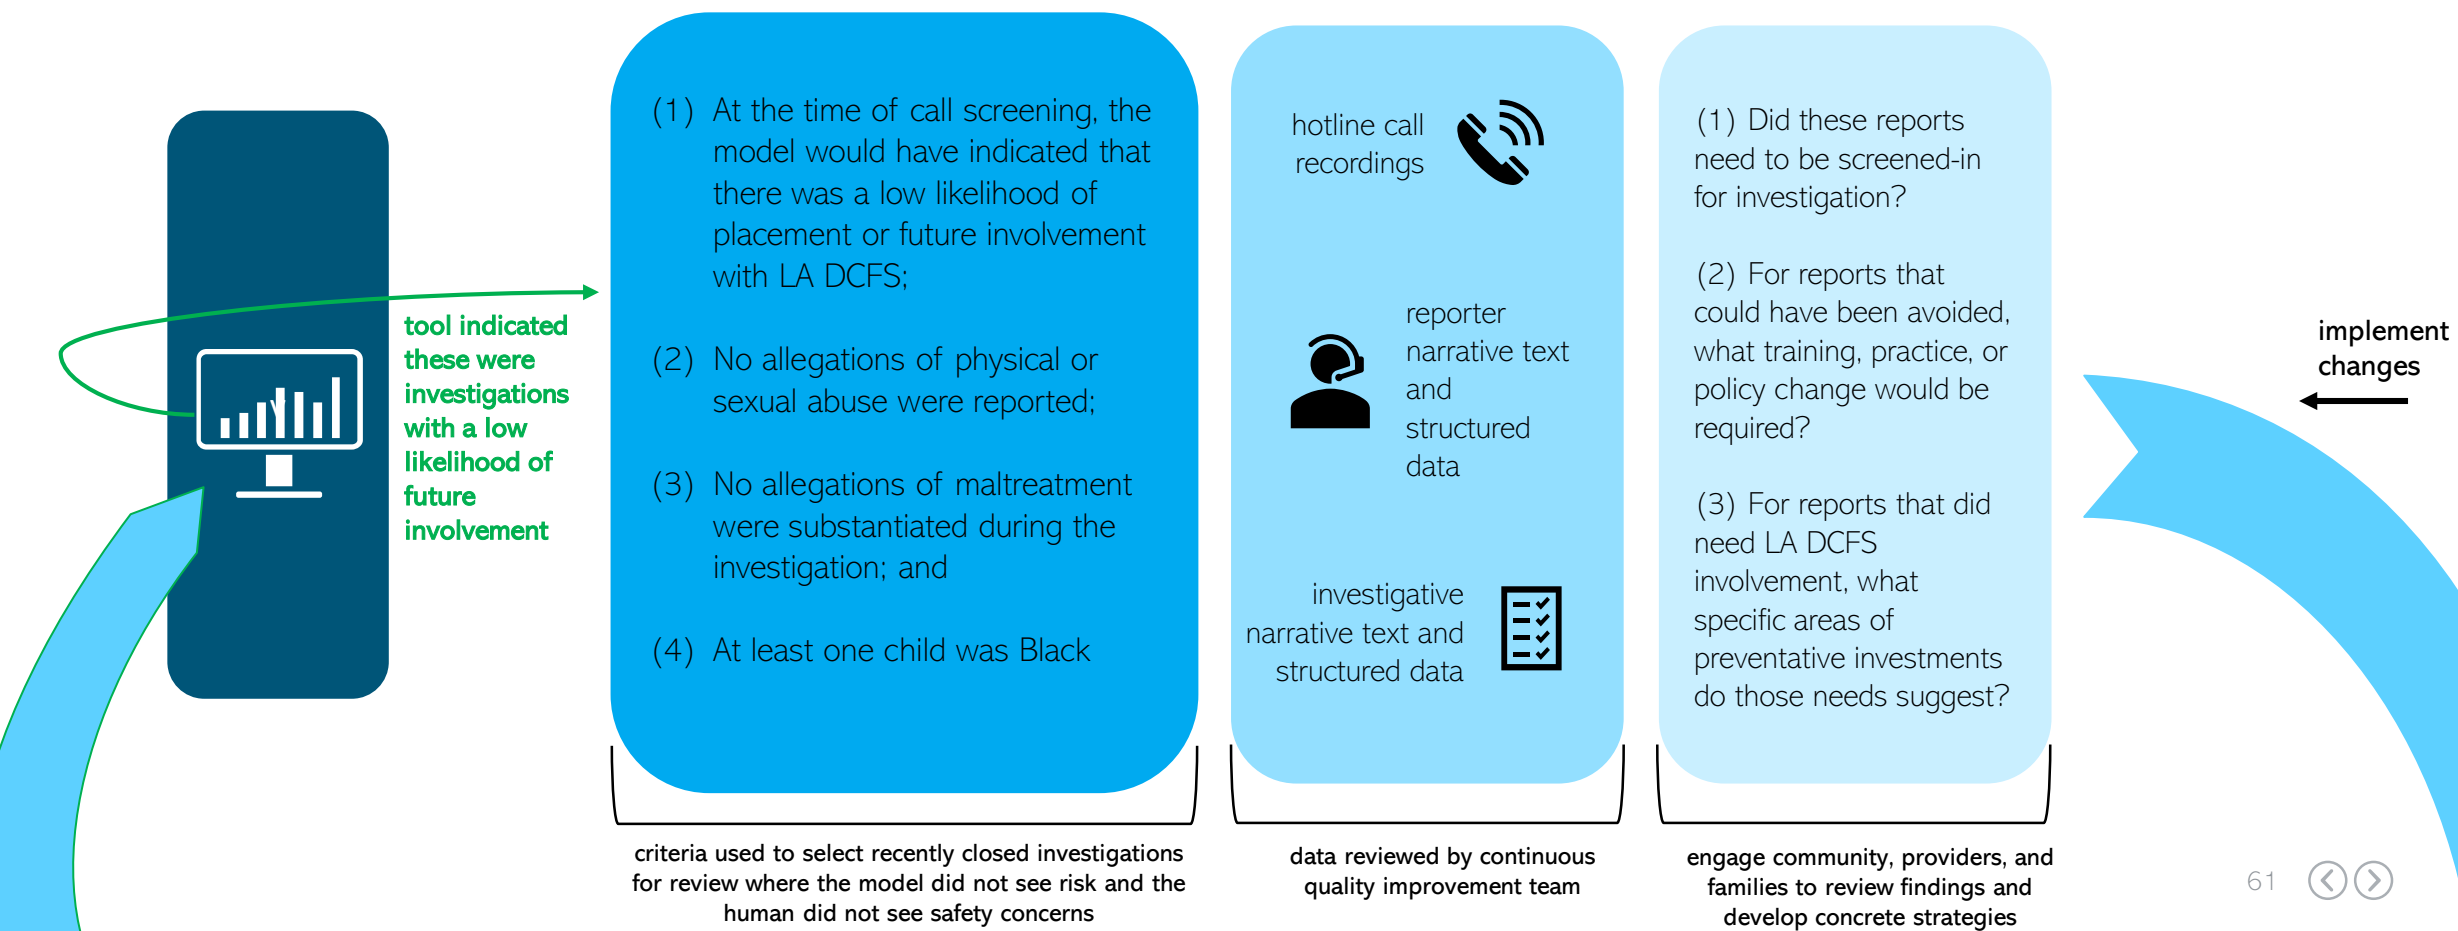 tool indicated
these were
investigations
with a low
likelihood of
future
involvement
(1) At the time of call screening, the
model would have indicated that
there was a low likelihood of
placement or future involvement
with LA DCFS;
(2) No allegations of physical or
sexual abuse were reported;
(3) No allegations of maltreatment
were substantiated during the
investigation; and
(4) At least one child was Black
criteria used to select recently closed investigations
for review where the model did not see risk and the
human did not see safety concerns
hotline call
recordings
reporter
narrative text
and
structured
data
investigative
narrative text and
structured data
data reviewed by continuous
quality improvement team
(1) Did these reports
need to be screened-in
for investigation?
(2) For reports that
could have been avoided,
what training, practice, or
policy change would be
required?
(3) For reports that did
need LA DCFS
involvement, what
specific areas of
preventative investments
do those needs suggest?
engage community, providers, and
families to review findings and
develop concrete strategies
implement
changes
61